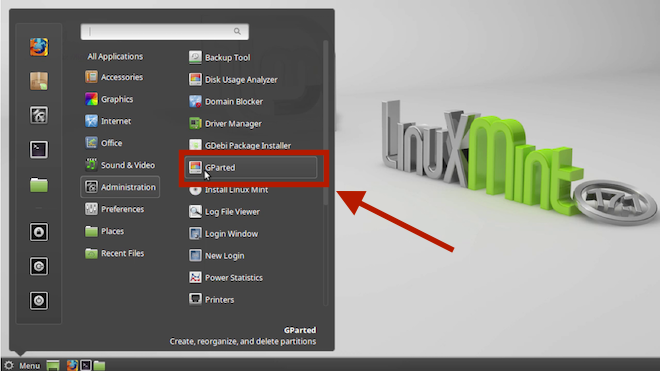 All Applications
Accessories
Graphics
Internet
Office
Sound & Video
Administration
Preferences
Places
Recent Files
Backup Tool
Disk Usage Analyzer
Domain Blocker
Driver Manager
GDebi Package Installer
GParted
Install Linux Mint
Log File Viewer
Login Window
New Login
Power Statistics
Printers
GParted
Create, reorganize, and delete partitions
Menu
LinuxMint
17.1